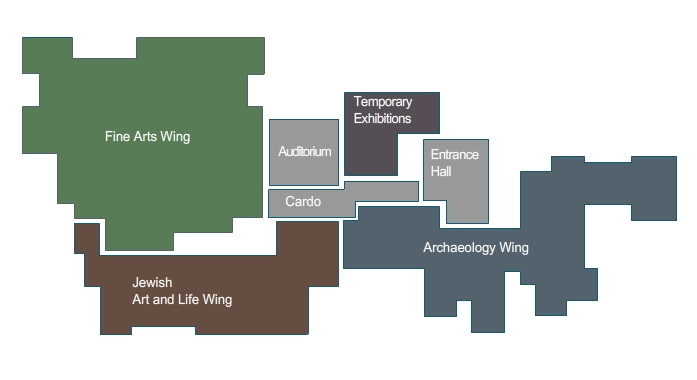 Temporary
Exhibitions
Fine Arts Wing
Auditorium
Entrance
Hall
Cardo
Archaeology Wing
Jewish
Art and Life Wing